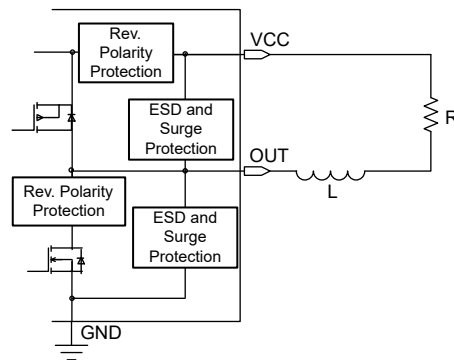 Rev.
Polarity
Protection
VCC
ESD and
Surge
Protection
R
OUT
L
Rev. Polarity
Protection
ESD and
Surge
Protection
GND